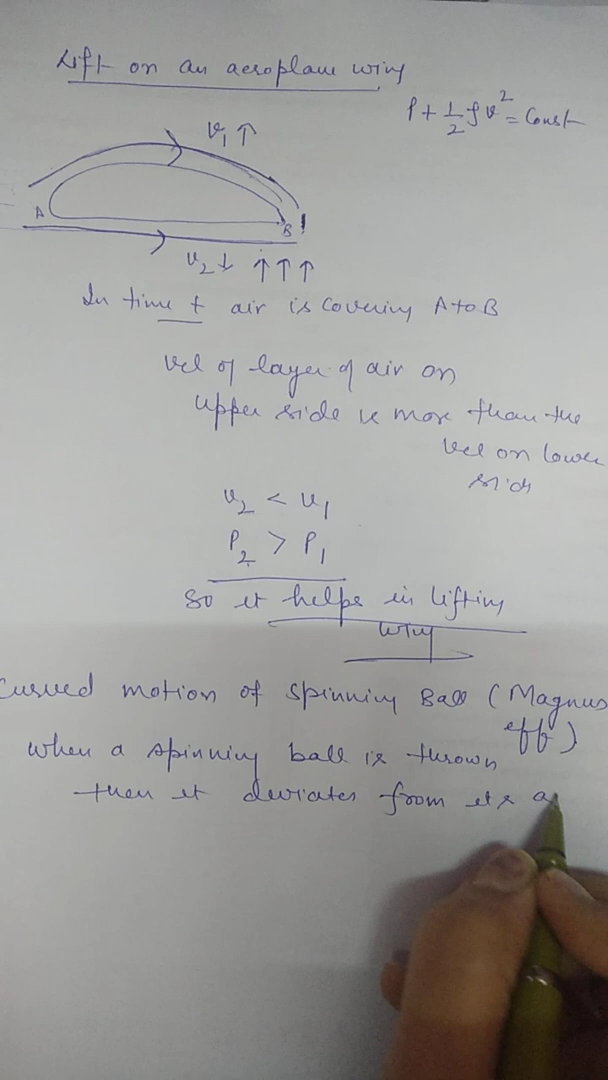 Lift on an aeroplane wing
P + 1/2 ρv² = Const
v₁ ↑
A
B
v₂ ↓ ↑ ↑ ↑
In time t air is covering A to B
Vel of layer of air on
upper side is more than the
vel on lower
side
v₂ < v₁
P₂ > P₁
So it helps in lifting
wing
Curved motion of spinning Ball (Magnus
eff)
when a spinning ball is thrown
then it deviates from its a